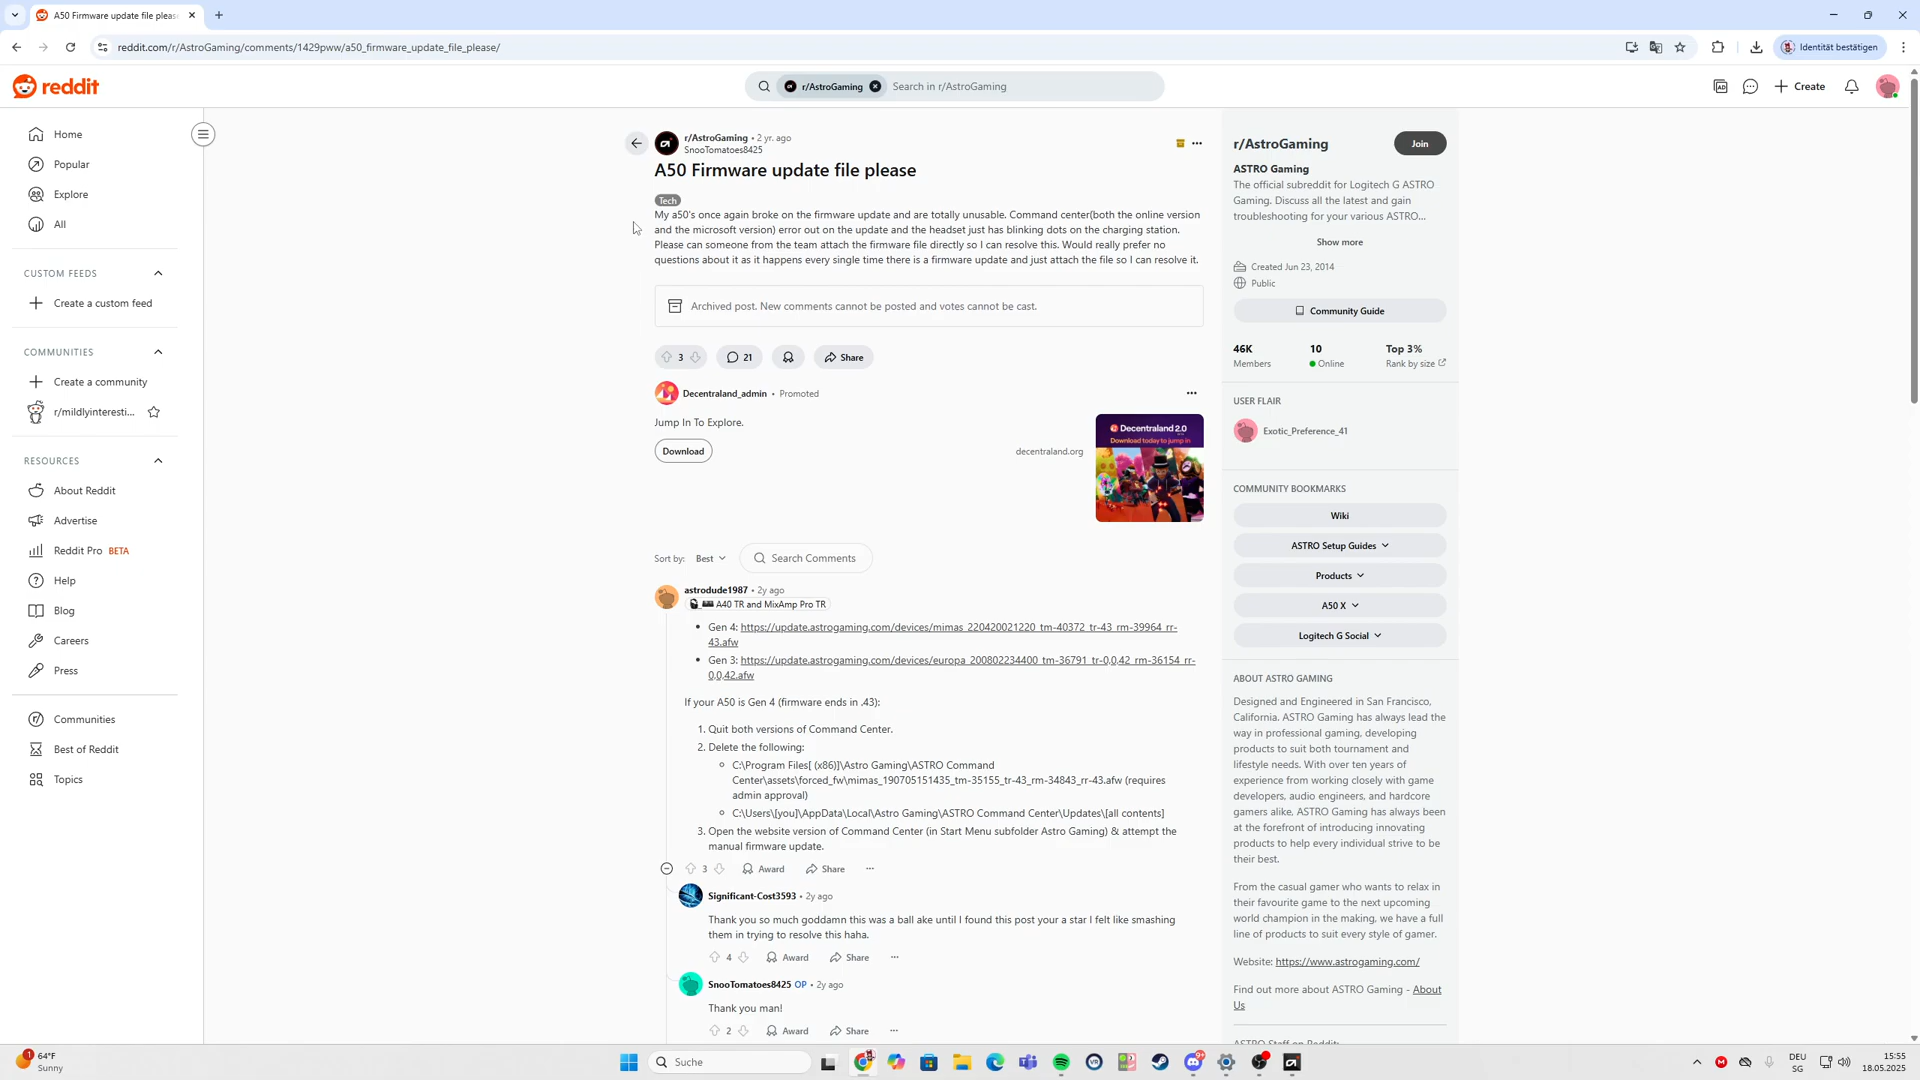 A50 Firmware update file pleas
reddit.com/r/AstroGaming/comments/1429pww/a50_firmware_update_file_please/
Identität bestätigen
reddit
r/AstroGaming
Search in r/AstroGaming
Create
Home
Popular
Explore
All
CUSTOM FEEDS
Create a custom feed
COMMUNITIES
Create a community
r/mildlyinteresti...
RESOURCES
About Reddit
Advertise
Reddit Pro BETA
Help
Blog
Careers
Press
Communities
Best of Reddit
Topics
r/AstroGaming • 2 yr. ago
SnooTomatoes8425
A50 Firmware update file please
Tech
My a50's once again broke on the firmware update and are totally unusable. Command center(both the online version
and the microsoft version) error out on the update and the headset just has blinking dots on the charging station.
Please can someone from the team attach the firmware file directly so I can resolve this. Would really prefer no
questions about it as it happens every single time there is a firmware update and just attach the file so I can resolve it.
Archived post. New comments cannot be posted and votes cannot be cast.
3
21
Share
Decentraland_admin • Promoted
Jump In To Explore.
Download
decentraland.org
Decentraland 2.0
Download today to jump in
Sort by: Best
Search Comments
astrodude1987 • 2y ago
A40 TR and MixAmp Pro TR
• Gen 4: https://update.astrogaming.com/devices/mimas_220420021220_tm-40372_tr-43_rm-39964_rr-
43.afw
• Gen 3: https://update.astrogaming.com/devices/europa_200802234400_tm-36791_tr-0,0,42_rm-36154_rr-
0,0,42.afw
If your A50 is Gen 4 (firmware ends in .43):
1. Quit both versions of Command Center.
2. Delete the following:
C:\Program Files[ (x86)]\Astro Gaming\ASTRO Command
Center\assets\forced_fw\mimas_190705151435_tm-35155_tr-43_rm-34843_rr-43.afw (requires
admin approval)
C:\Users\[you]\AppData\Local\Astro Gaming\ASTRO Command Center\Updates\[all contents]
3. Open the website version of Command Center (in Start Menu subfolder Astro Gaming) & attempt the
manual firmware update.
3 Award Share
Significant-Cost3593 • 2y ago
Thank you so much goddamn this was a ball ake until I found this post your a star I felt like smashing
them in trying to resolve this haha.
4 Award Share
SnooTomatoes8425 OP • 2y ago
Thank you man!
2 Award Share
r/AstroGaming
Join
ASTRO Gaming
The official subreddit for Logitech G ASTRO
Gaming. Discuss all the latest and gain
troubleshooting for your various ASTRO...
Show more
Created Jun 23, 2014
Public
Community Guide
46K
Members
10
Online
Top 3%
Rank by size
USER FLAIR
Exotic_Preference_41
COMMUNITY BOOKMARKS
Wiki
ASTRO Setup Guides
Products
A50 X
Logitech G Social
ABOUT ASTRO GAMING
Designed and Engineered in San Francisco,
California. ASTRO Gaming has always lead the
way in professional gaming, developing
products to suit both tournament and
lifestyle needs. With over ten years of
experience from working closely with game
developers, audio engineers, and hardcore
gamers alike, ASTRO Gaming has always been
at the forefront of introducing innovating
products to help every individual strive to be
their best.
From the casual gamer who wants to relax in
their favourite game to the next upcoming
world champion in the making, we have a full
line of products to suit every style of gamer.
Website: https://www.astrogaming.com/
Find out more about ASTRO Gaming - About
Us
ASTRO Staff on Reddit:
1
64°F
Sunny
Suche
DEU
SG
15:55
18.05.2025